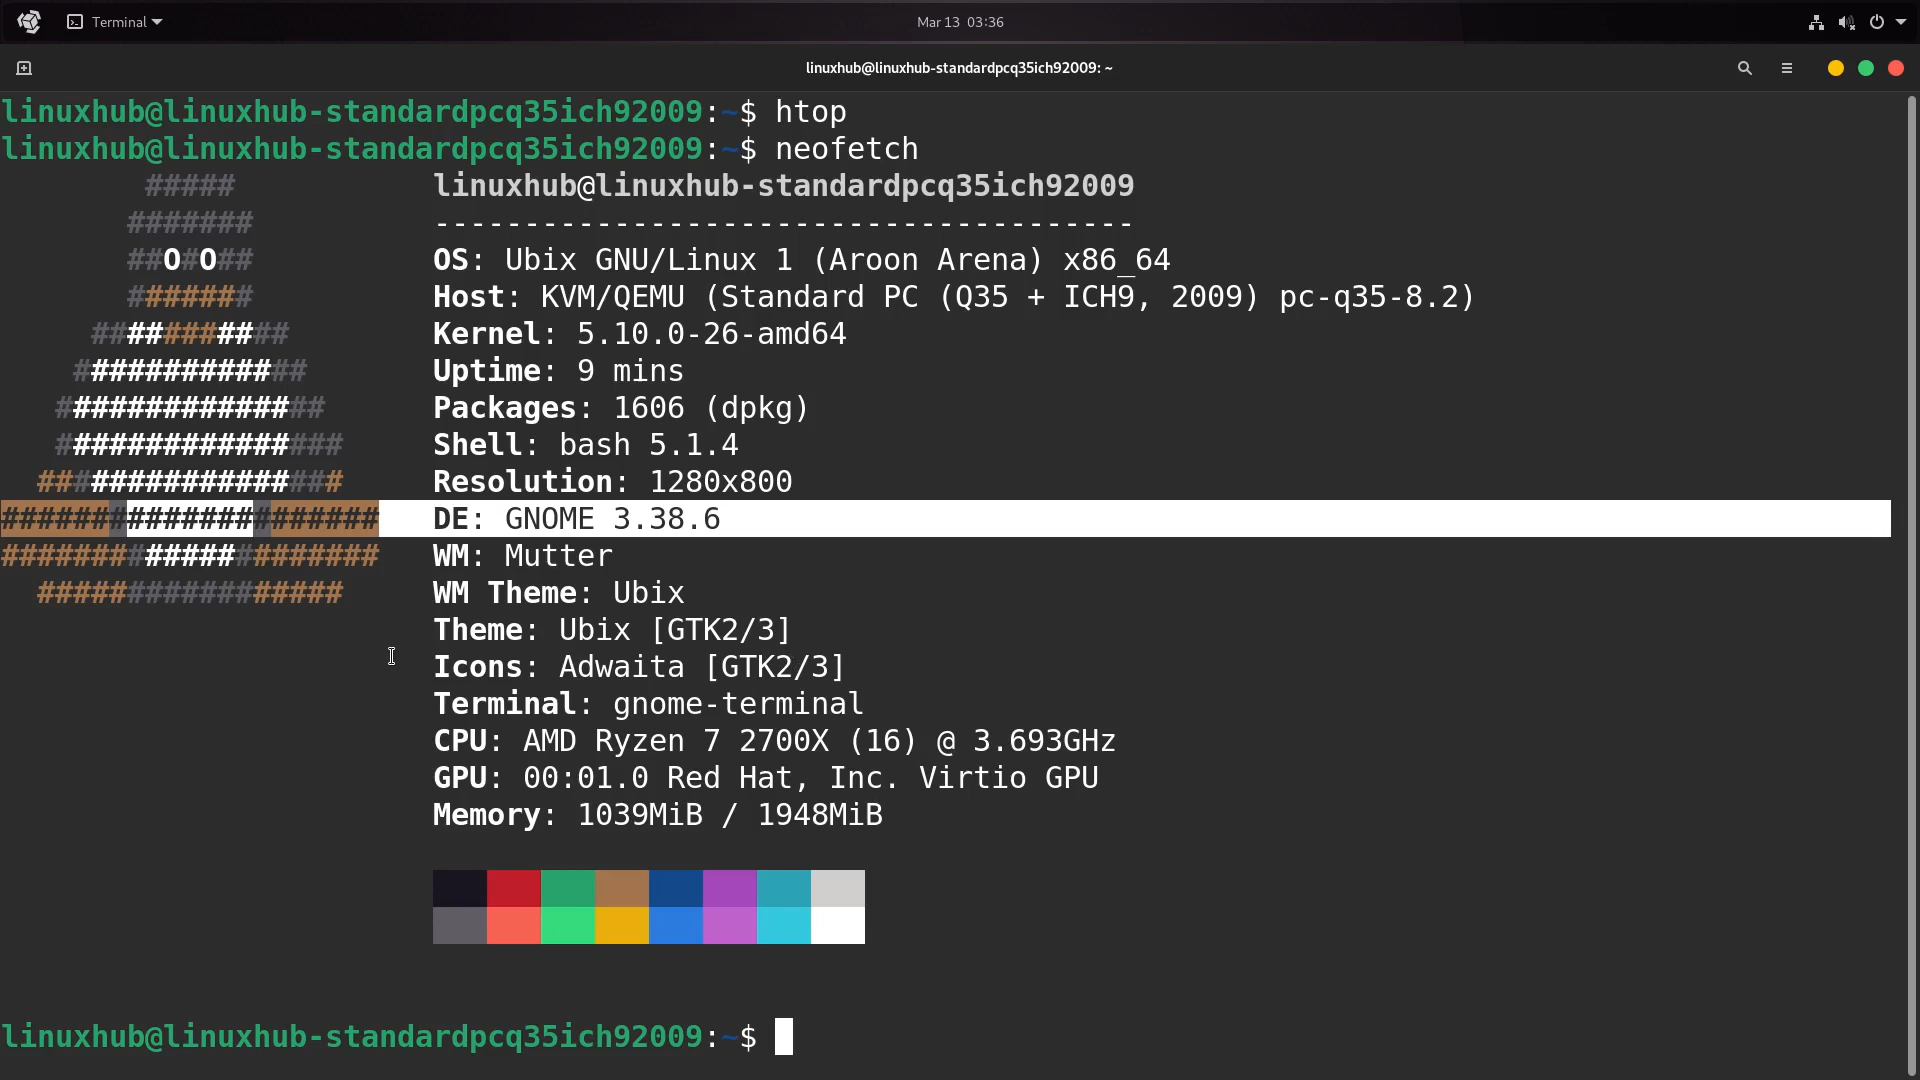 Terminal
Mar 13 03:36
linuxhub@linuxhub-standardpcq35ich92009: ~
linuxhub@linuxhub-standardpcq35ich92009:~$ htop
linuxhub@linuxhub-standardpcq35ich92009:~$ neofetch
##### linuxhub@linuxhub-standardpcq35ich92009
####### ---------------------------------------
##O#O## OS: Ubix GNU/Linux 1 (Aroon Arena) x86_64
####### Host: KVM/QEMU (Standard PC (Q35 + ICH9, 2009) pc-q35-8.2)
########### Kernel: 5.10.0-26-amd64
############# Uptime: 9 mins
############### Packages: 1606 (dpkg)
################ Shell: bash 5.1.4
################# Resolution: 1280x800
##################### DE: GNOME 3.38.6
##################### WM: Mutter
################# WM Theme: Ubix
Theme: Ubix [GTK2/3]
Icons: Adwaita [GTK2/3]
Terminal: gnome-terminal
CPU: AMD Ryzen 7 2700X (16) @ 3.693GHz
GPU: 00:01.0 Red Hat, Inc. Virtio GPU
Memory: 1039MiB / 1948MiB
linuxhub@linuxhub-standardpcq35ich92009:~$